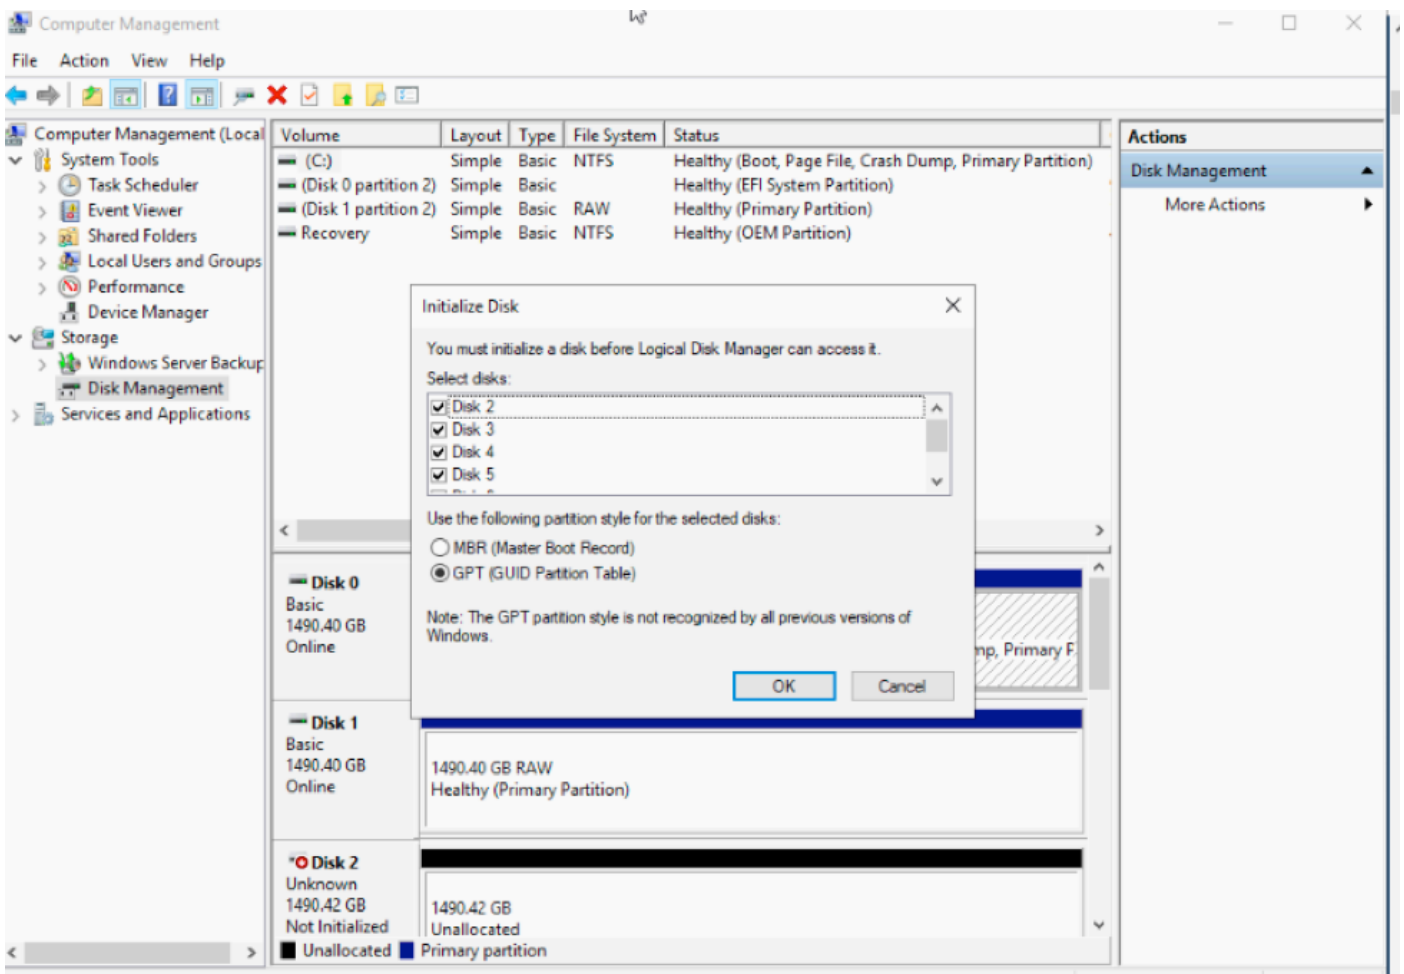 Computer Management
File Action View Help
Computer Management (Local
System Tools
Task Scheduler
Event Viewer
Shared Folders
Local Users and Groups
Performance
Device Manager
Storage
Windows Server Backup
Disk Management
Services and Applications
Volume Layout Type File System Status
(C:) Simple Basic NTFS Healthy (Boot, Page File, Crash Dump, Primary Partition)
(Disk 0 partition 2) Simple Basic Healthy (EFI System Partition)
(Disk 1 partition 2) Simple Basic RAW Healthy (Primary Partition)
Recovery Simple Basic NTFS Healthy (OEM Partition)
Initialize Disk
You must initialize a disk before Logical Disk Manager can access it.
Select disks:
Disk 2
Disk 3
Disk 4
Disk 5
Use the following partition style for the selected disks:
MBR (Master Boot Record)
GPT (GUID Partition Table)
Note: The GPT partition style is not recognized by all previous versions of
Windows.
OK Cancel
Disk 0
Basic
1490.40 GB
Online
mp, Primary P
Disk 1
Basic
1490.40 GB
Online
1490.40 GB RAW
Healthy (Primary Partition)
Disk 2
Unknown
1490.42 GB
Not Initialized
1490.42 GB
Unallocated
Unallocated Primary partition
Actions
Disk Management
More Actions